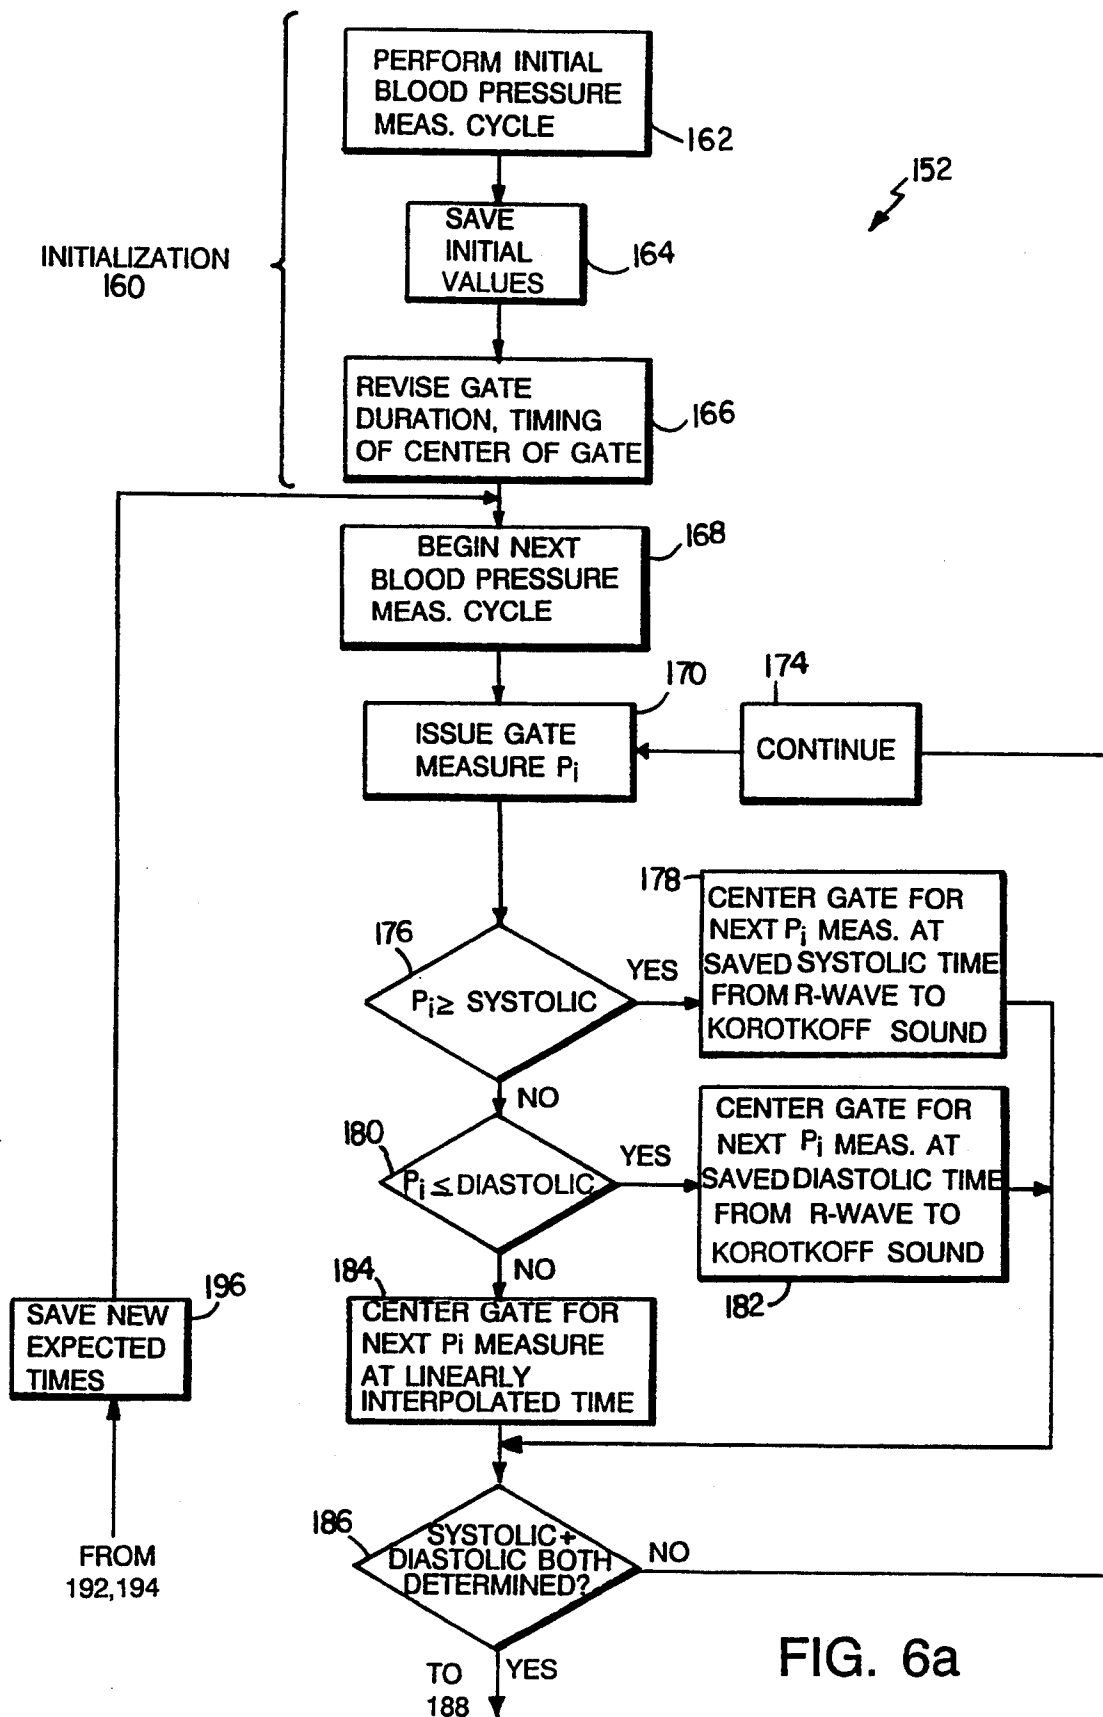 PERFORM INITIAL
BLOOD PRESSURE
MEAS. CYCLE
162
152
SAVE
INITIAL
VALUES
164
INITIALIZATION
160
REVISE GATE
DURATION, TIMING
OF CENTER OF GATE
166
BEGIN NEXT
BLOOD PRESSURE
MEAS. CYCLE
168
170
ISSUE GATE
MEASURE Pi
174
CONTINUE
176
Pi≥ SYSTOLIC
YES
178
CENTER GATE FOR
NEXT Pi MEAS. AT
SAVED SYSTOLIC TIME
FROM R-WAVE TO
KOROTKOFF SOUND
NO
180
Pi≤DIASTOLIC
YES
CENTER GATE FOR
NEXT Pi MEAS. AT
SAVED DIASTOLIC TIME
FROM R-WAVE TO
KOROTKOFF SOUND
182
NO
184
CENTER GATE FOR
NEXT Pi MEASURE
AT LINEARLY
INTERPOLATED TIME
196
SAVE NEW
EXPECTED
TIMES
FROM
192,194
186
SYSTOLIC+
DIASTOLIC BOTH
DETERMINED?
NO
YES
TO
188
FIG. 6a